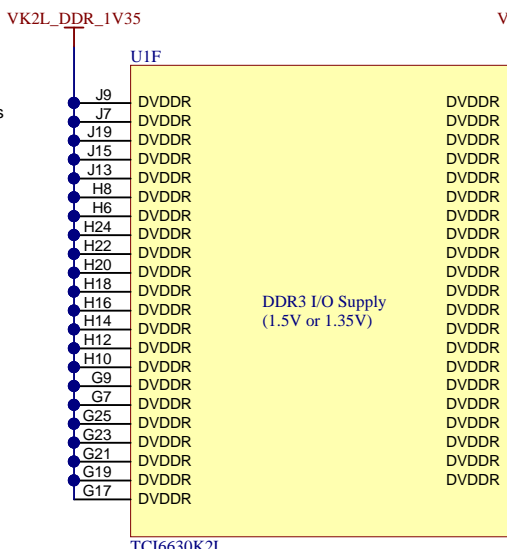 VK2L_DDR_1V35 V
U1F
s
J9 DVDDR DVDDR
J7 DVDDR DVDDR
J19 DVDDR DVDDR
J15 DVDDR DVDDR
J13 DVDDR DVDDR
H8 DVDDR DVDDR
H6 DVDDR DVDDR
H24 DVDDR DVDDR
H22 DVDDR DVDDR
H20 DVDDR DVDDR
H18 DVDDR DVDDR
DDR3 I/O Supply
H16 DVDDR DVDDR
(1.5V or 1.35V)
H14 DVDDR DVDDR
H12 DVDDR DVDDR
H10 DVDDR DVDDR
G9 DVDDR DVDDR
G7 DVDDR DVDDR
G25 DVDDR DVDDR
G23 DVDDR DVDDR
G21 DVDDR DVDDR
G19 DVDDR DVDDR
G17 DVDDR
TCI6630K2L